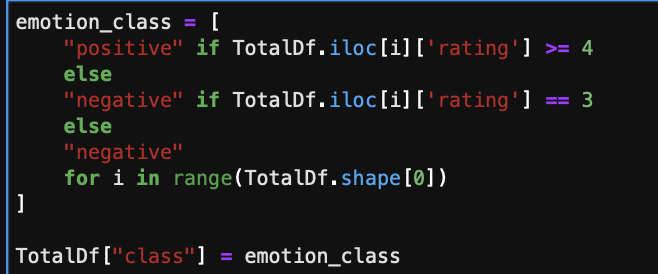 emotion_class = [
    "positive" if TotalDf.iloc[i]['rating'] >= 4
    else
    "negative" if TotalDf.iloc[i]['rating'] == 3
    else
    "negative"
    for i in range(TotalDf.shape[0])
]

TotalDf["class"] = emotion_class